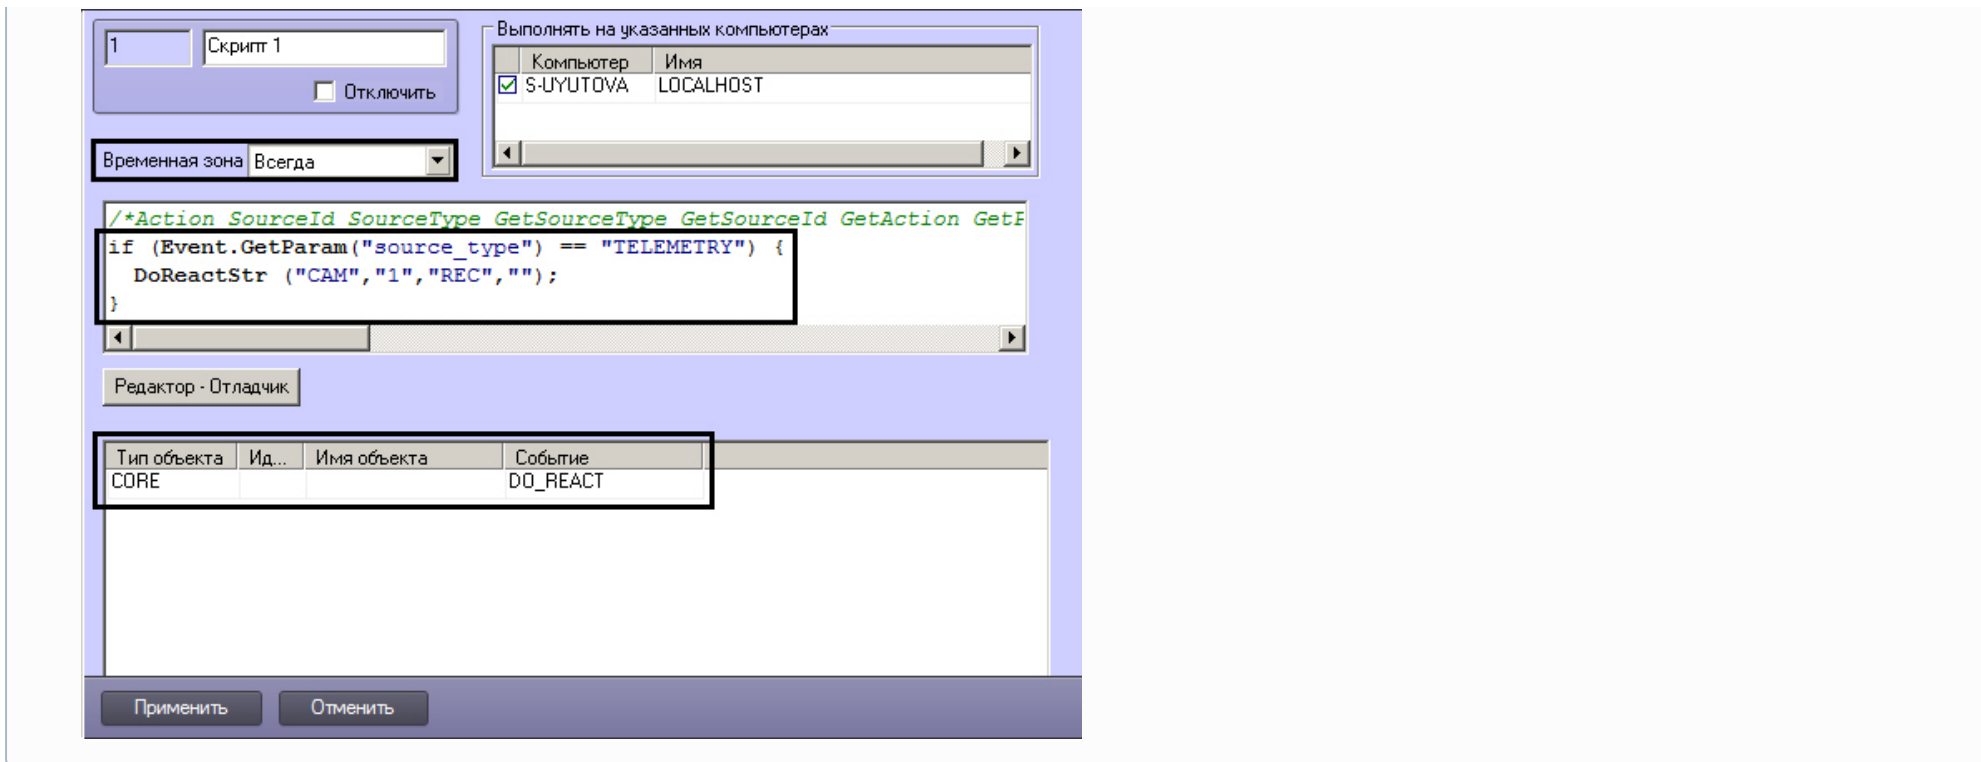 1
Скрипт 1
Отключить
Выполнять на указанных компьютерах
Компьютер Имя
S-UYUTOVA LOCALHOST
Временная зона Всегда
/*Action SourceId SourceType GetSourceType GetSourceId GetAction GetP
if (Event.GetParam("source_type") == "TELEMETRY") {
DoReactStr ("CAM","1","REC","");
}
Редактор - Отладчик
Тип объекта Ид... Имя объекта Событие
CORE DO_REACT
Применить Отменить